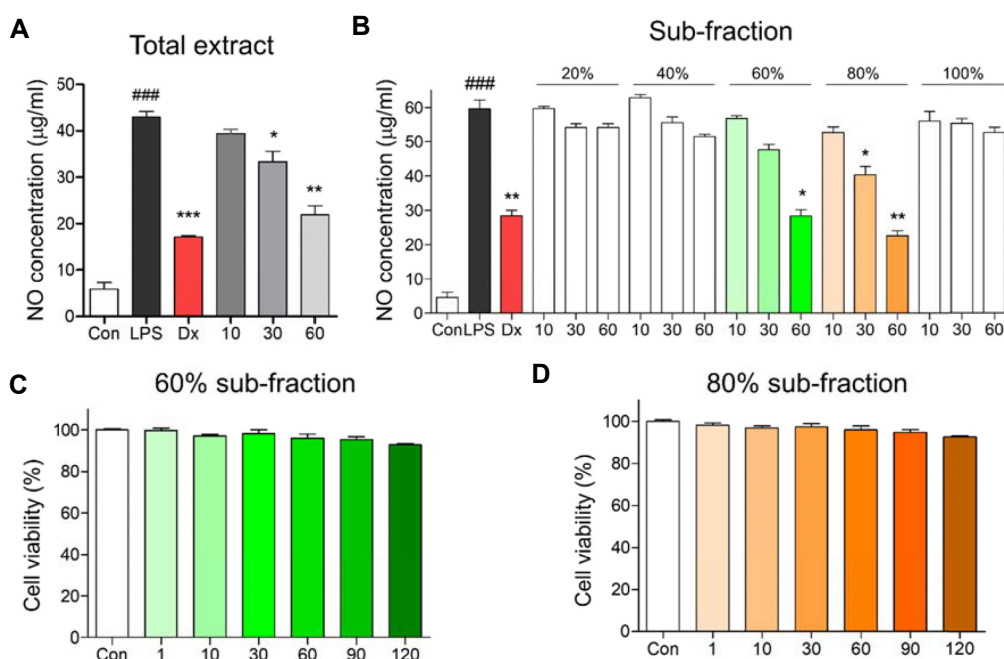 A
Total extract
NO concentration (µg/ml)
50
40
30
20
10
0
###
***
*
**
Con LPS Dx 10 30 60
B
Sub-fraction
20% 40% 60% 80% 100%
NO concentration (µg/ml)
60
50
40
30
20
10
0
###
**
*
*
**
Con LPS Dx 10 30 60 10 30 60 10 30 60 10 30 60 10 30 60
C
60% sub-fraction
Cell viability (%)
100
80
60
40
20
0
Con 1 10 30 60 90 120
D
80% sub-fraction
Cell viability (%)
100
80
60
40
20
0
Con 1 10 30 60 90 120